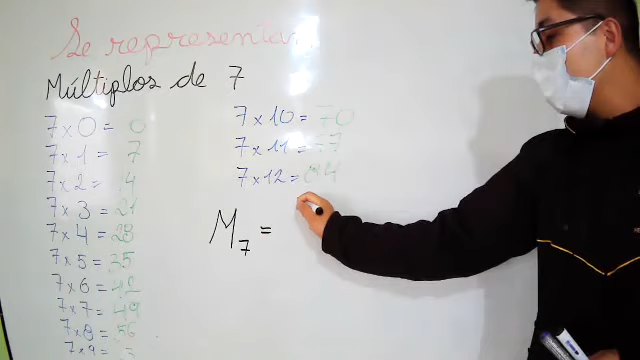 Se representa
Múltiplos de 7
7 x 0 = 0
7 x 1 = 7
7 x 2 = 14
7 x 3 = 21
7 x 4 = 28
7 x 5 = 35
7 x 6 = 42
7 x 7 = 49
7 x 8 = 56
7 x 9 =
7 x 10 = 70
7 x 11 = 77
7 x 12 = 84
M7 =